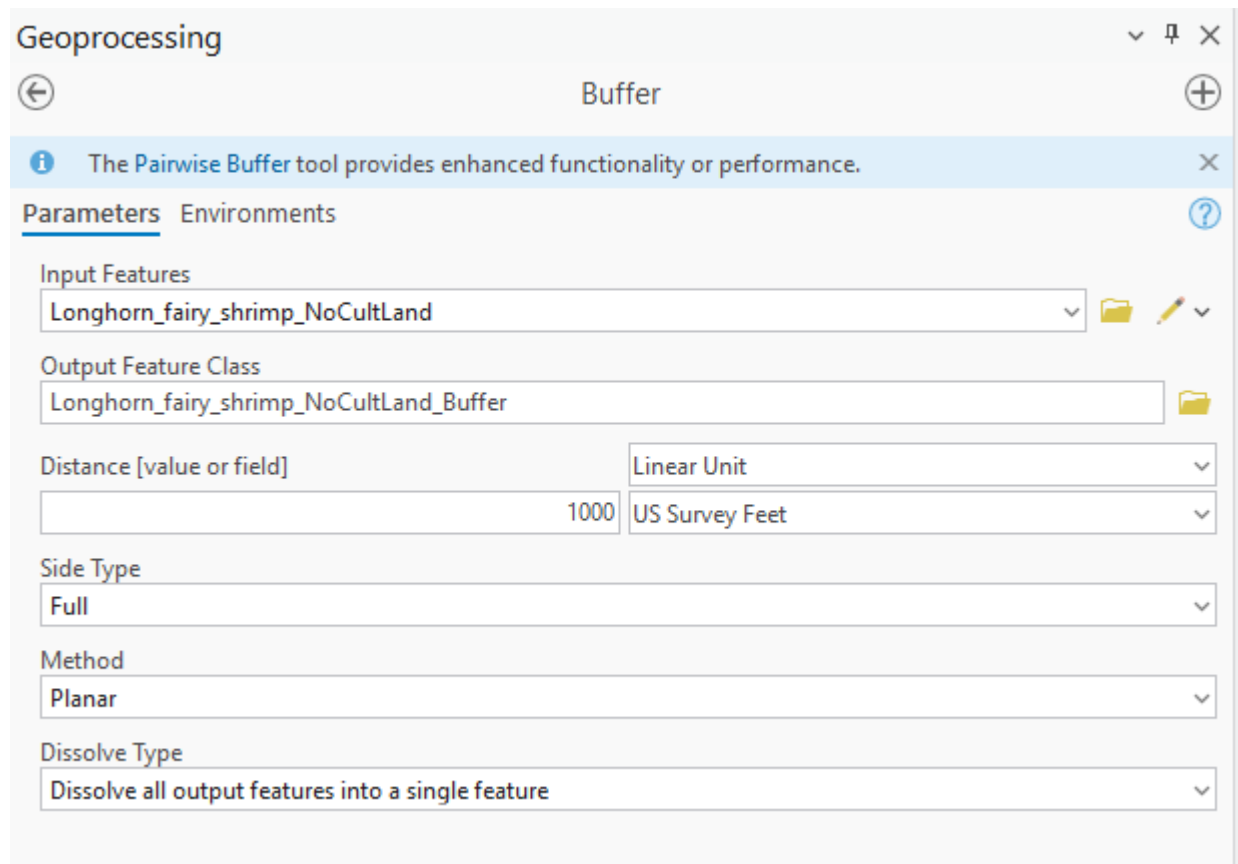 Geoprocessing
Buffer
The Pairwise Buffer tool provides enhanced functionality or performance.
Parameters Environments
Input Features
Longhorn_fairy_shrimp_NoCultLand
Output Feature Class
Longhorn_fairy_shrimp_NoCultLand_Buffer
Distance [value or field] Linear Unit
1000 US Survey Feet
Side Type
Full
Method
Planar
Dissolve Type
Dissolve all output features into a single feature